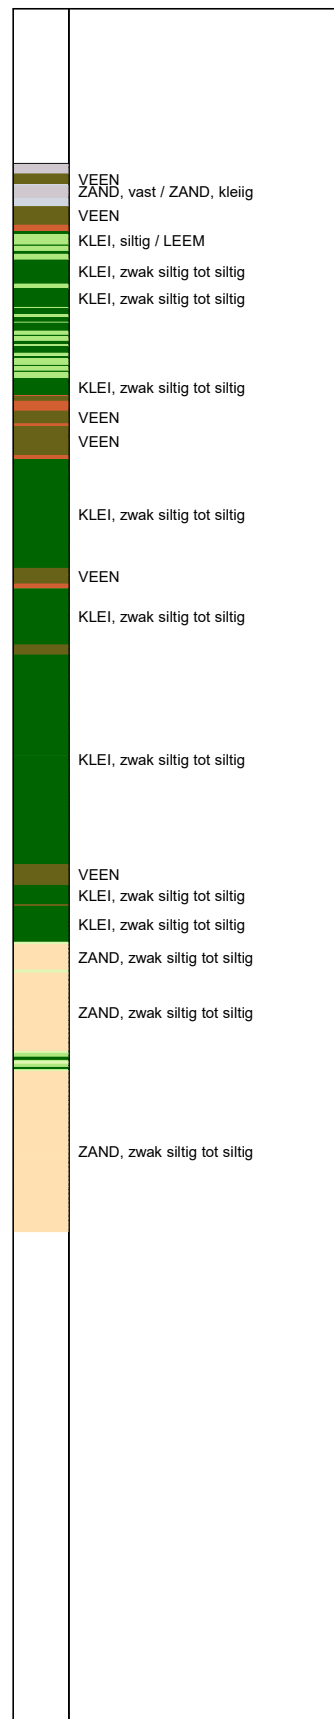 VEEN
ZAND, vast / ZAND, kleiig
VEEN
KLEI, siltig / LEEM
KLEI, zwak siltig tot siltig
KLEI, zwak siltig tot siltig
KLEI, zwak siltig tot siltig
VEEN
VEEN
KLEI, zwak siltig tot siltig
VEEN
KLEI, zwak siltig tot siltig
KLEI, zwak siltig tot siltig
VEEN
KLEI, zwak siltig tot siltig
KLEI, zwak siltig tot siltig
ZAND, zwak siltig tot siltig
ZAND, zwak siltig tot siltig
ZAND, zwak siltig tot siltig